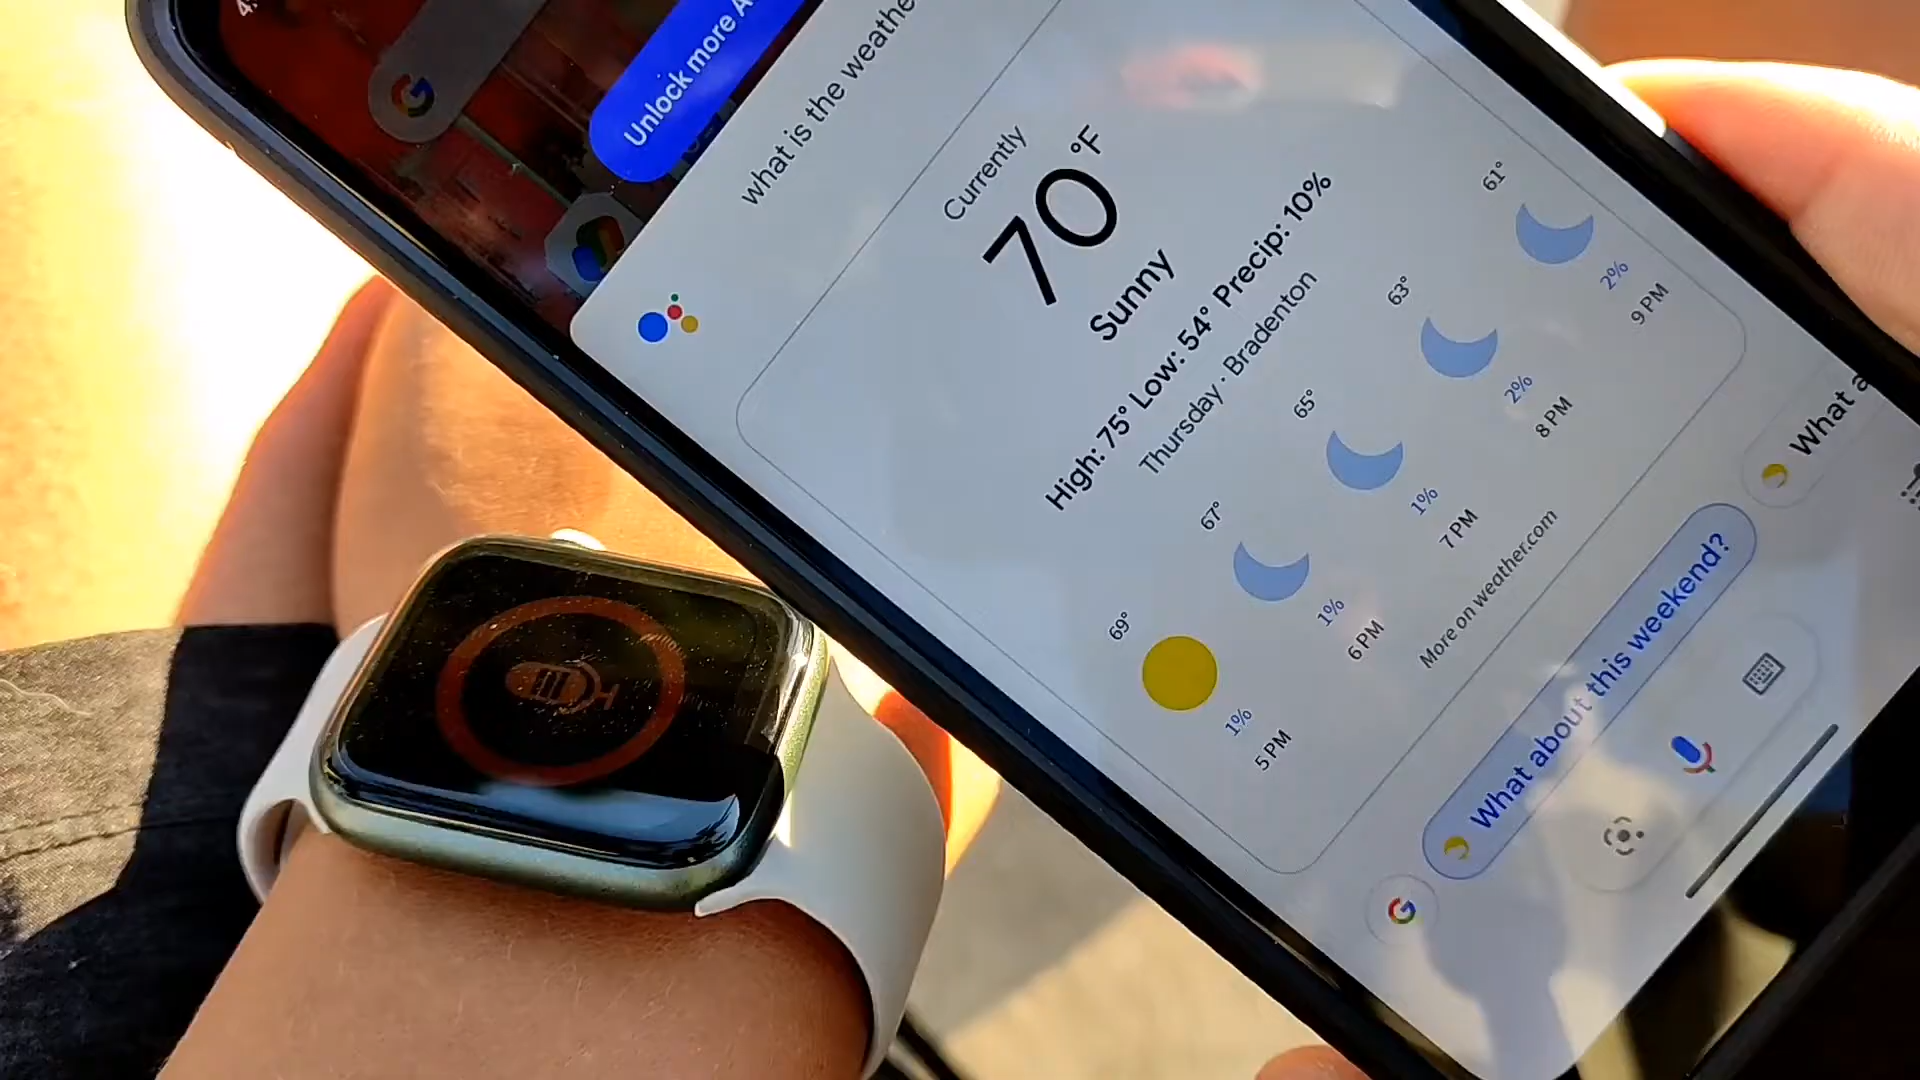 4:
Unlock more A
what is the weathe
Currently
70 °F
Sunny
High: 75° Low: 54° Precip: 10%
Thursday · Bradenton
69° 67° 65° 63° 61°
1% 1% 1% 2% 2%
5 PM 6 PM 7 PM 8 PM 9 PM
More on weather.com
What about this weekend?
What a
G
G